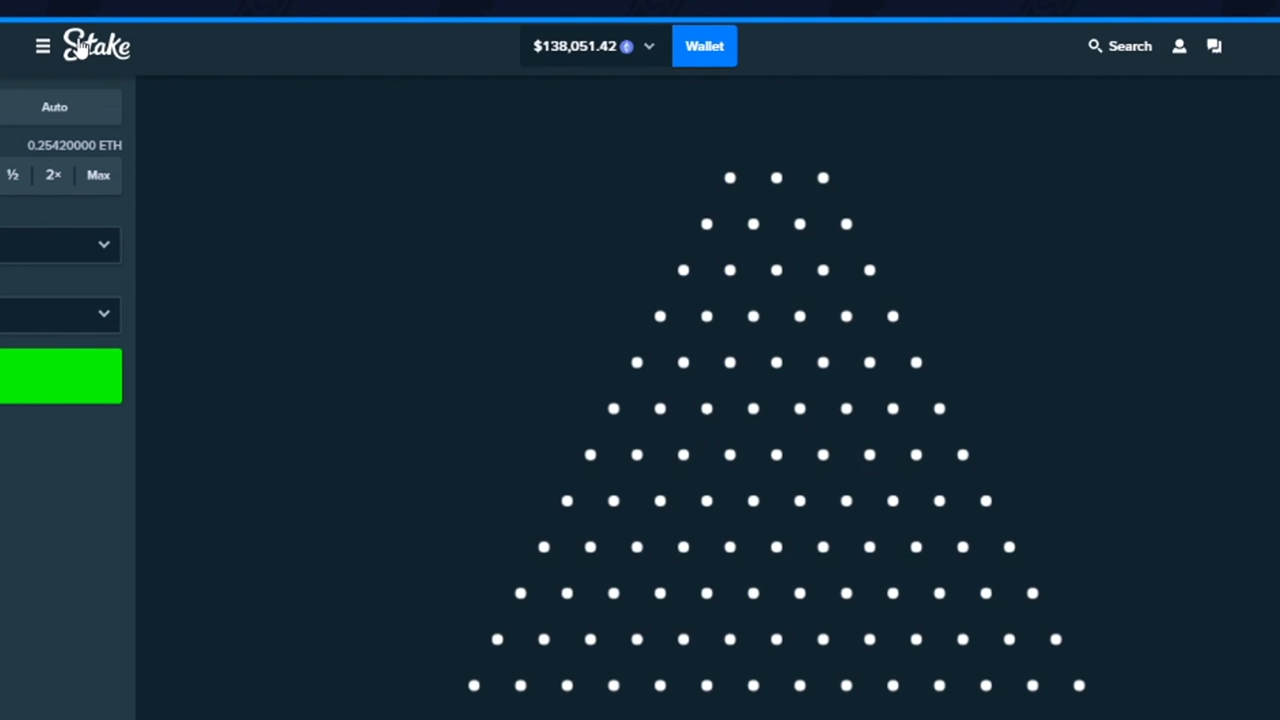 Stake
$138,051.42
Wallet
Search
Auto
0.25420000 ETH
½ 2× Max